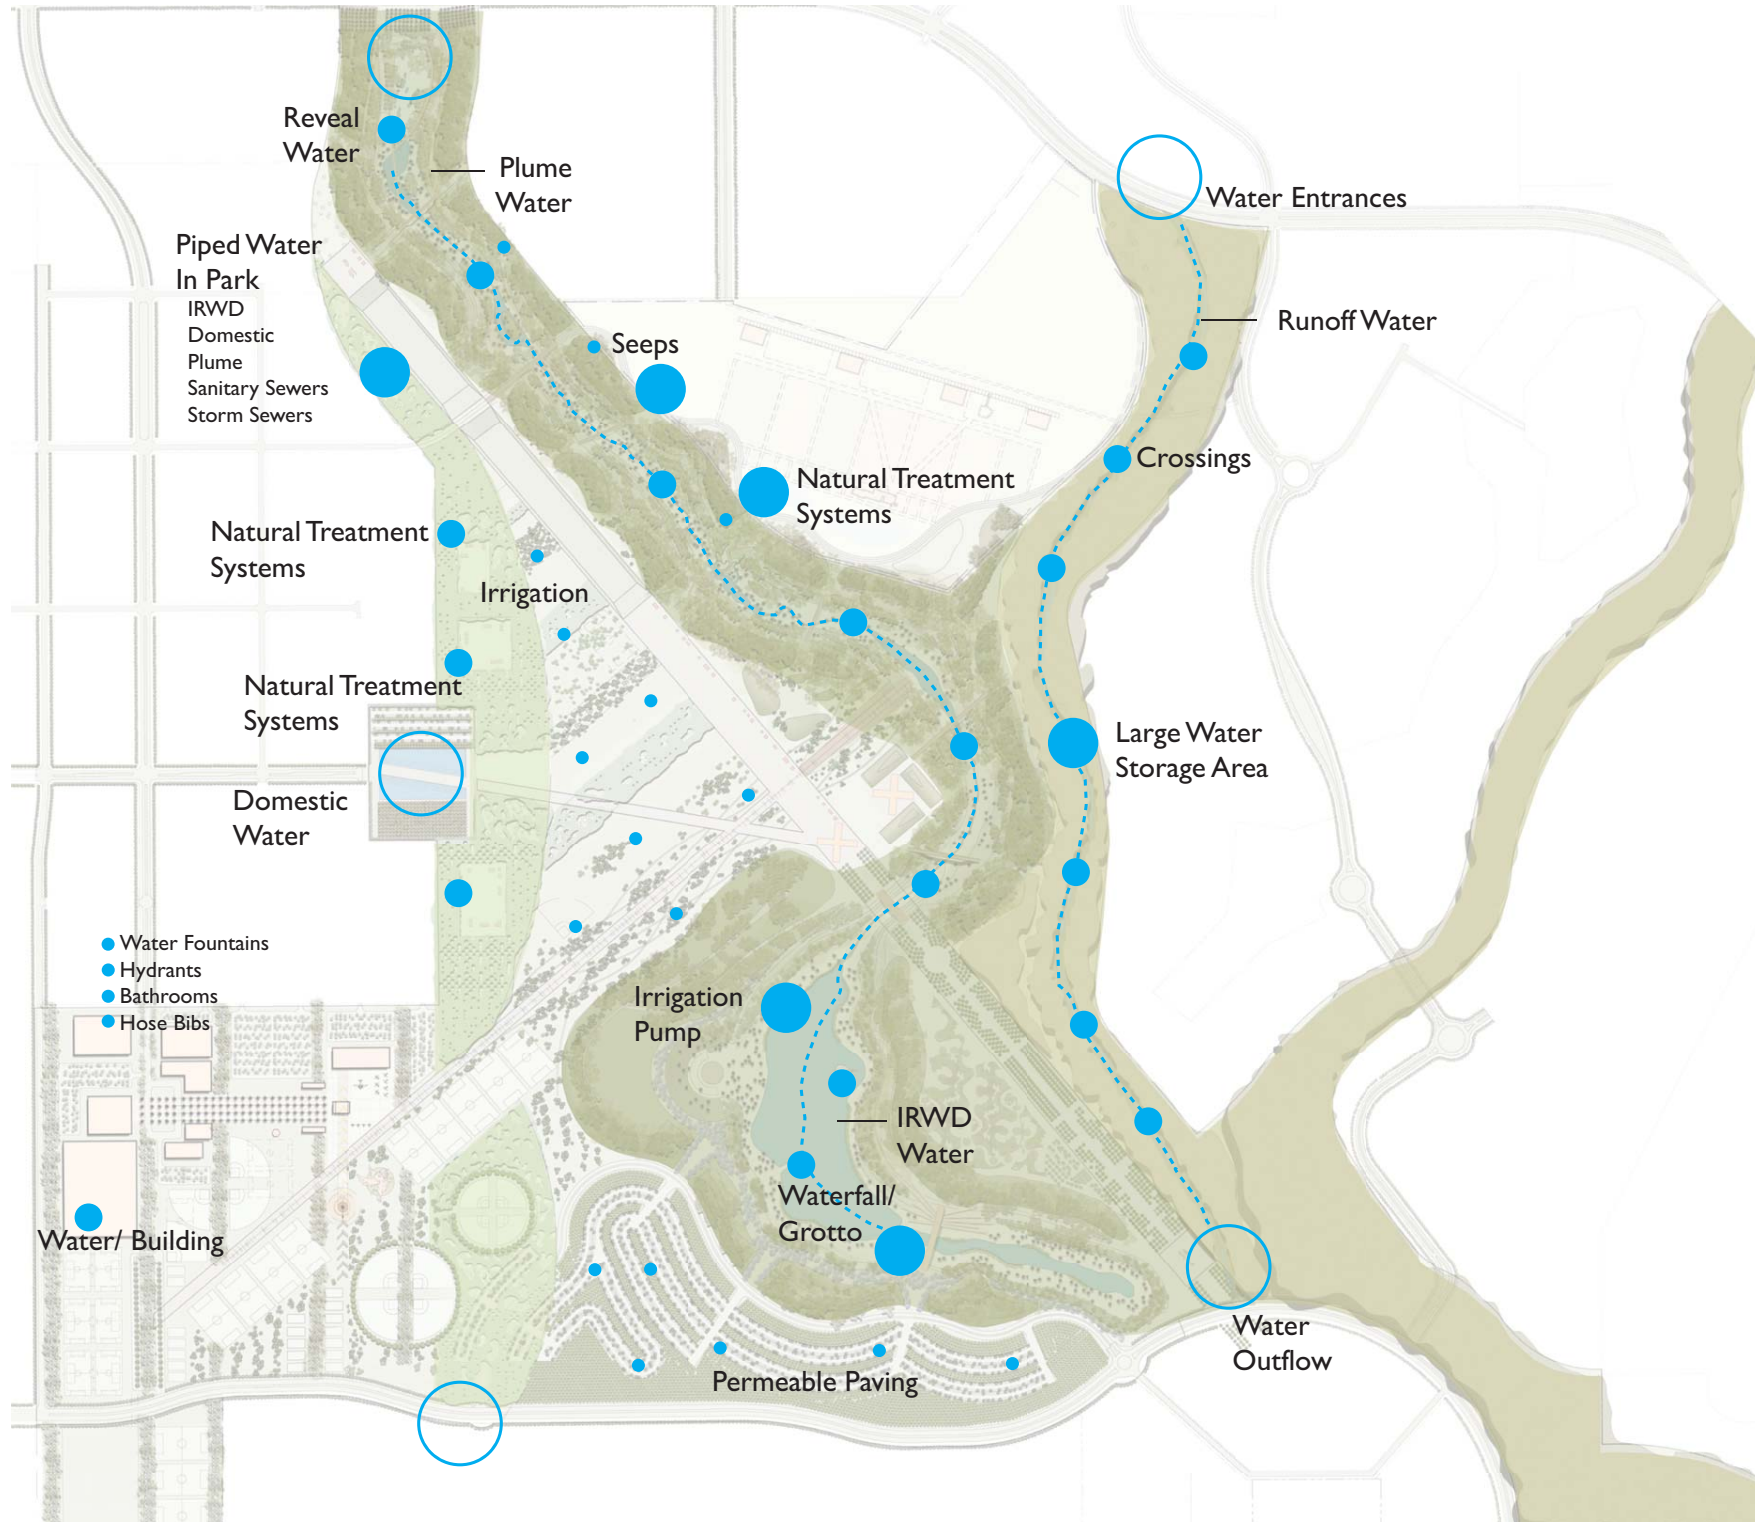 Reveal
Water
Plume
Water
Water Entrances
Piped Water
In Park
IRWD
Domestic
Plume
Sanitary Sewers
Storm Sewers
Runoff Water
Seeps
Crossings
Natural Treatment
Systems
Natural Treatment
Systems
Irrigation
Natural Treatment
Systems
Large Water
Storage Area
Domestic
Water
Water Fountains
Hydrants
Bathrooms
Hose Bibs
Irrigation
Pump
IRWD
Water
Waterfall/
Grotto
Water/ Building
Water
Outflow
Permeable Paving